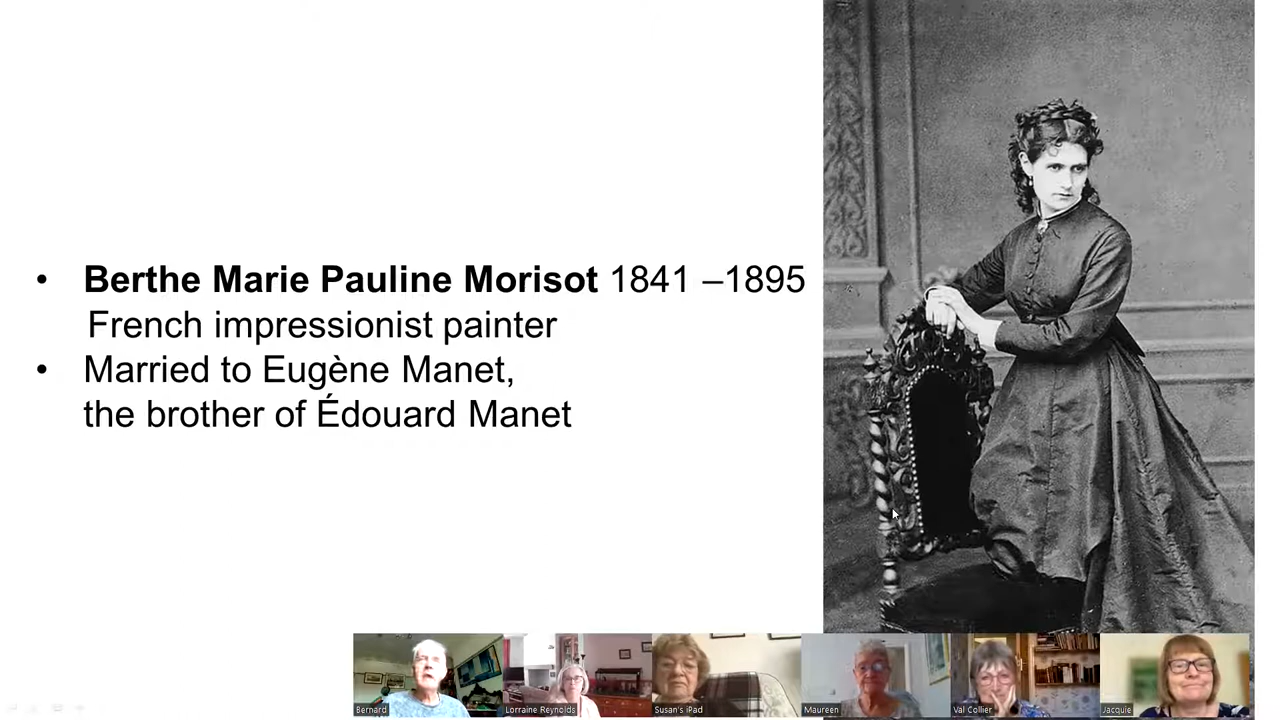 • Berthe Marie Pauline Morisot 1841 –1895
French impressionist painter
• Married to Eugène Manet,
the brother of Édouard Manet
Bernard
Lorraine Reynolds
Susan's iPad
Maureen
Val Collier
Jacquie